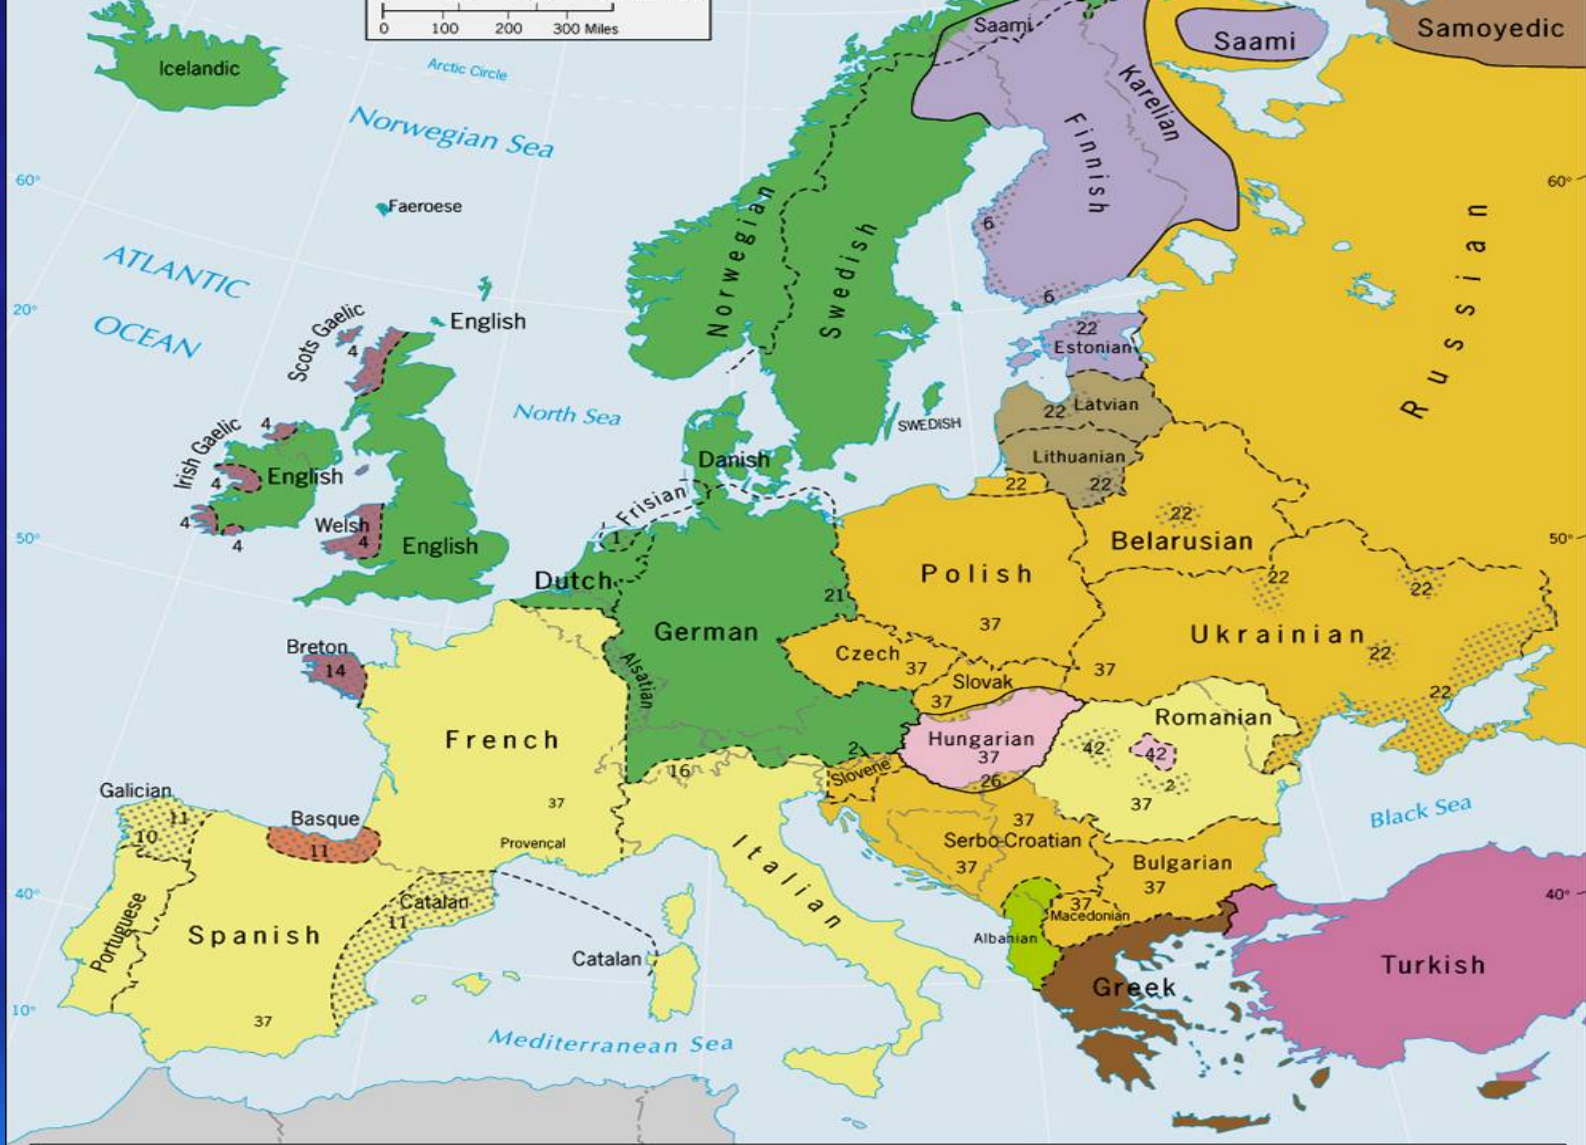 0 100 200 300 Miles
Saami
Saami
Samoyedic
Icelandic
Arctic Circle
Norwegian Sea
Karelian
Finnish
60°
60°
Faeroese
6
Norwegian
Swedish
Russian
ATLANTIC
OCEAN
20°
6
Scots Gaelic
4
English
22
Estonian
North Sea
22 Latvian
SWEDISH
4
Irish Gaelic
4
English
Danish
Lithuanian
22
22
Frisian
4
4
Welsh
4
English
1
22
Belarusian
50°
50°
Dutch
21
Polish
37
22
22
German
Ukrainian
22
Breton
14
Alsatian
Czech
37
Slovak
37
37
22
French
Romanian
Hungarian
37
42
42
2
16
Slovene
26
2
37
Galician
11
10
Basque
11
37
Provençal
Italian
37
Serbo-Croatian
37
Black Sea
Bulgarian
37
40°
40°
Portuguese
Spanish
Catalan
11
37
Macedonian
Albanian
Catalan
Turkish
Greek
10°
37
Mediterranean Sea